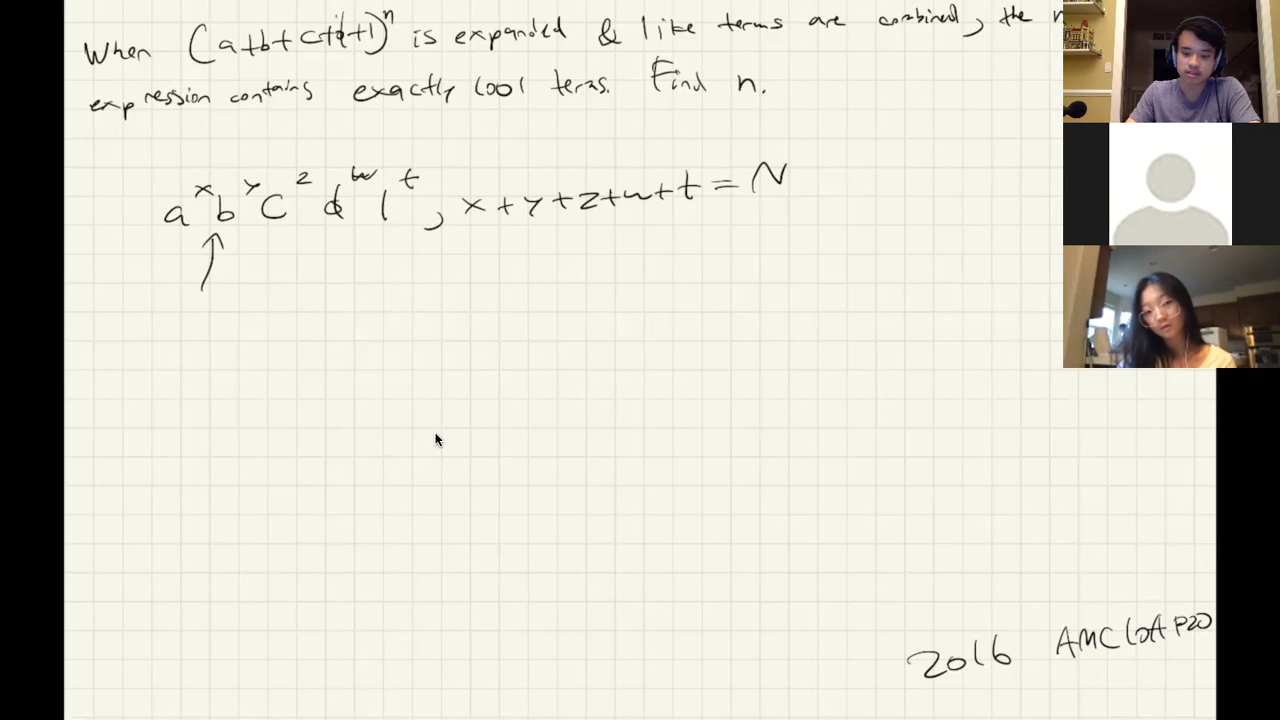 When (a+b+c+d+1)^n is expanded & like terms are combined, the
expression contains exactly 1001 terms. Find n.
a^x b^y c^z d^w 1^t, x+y+z+w+t = N
2016 AMC 10A P20